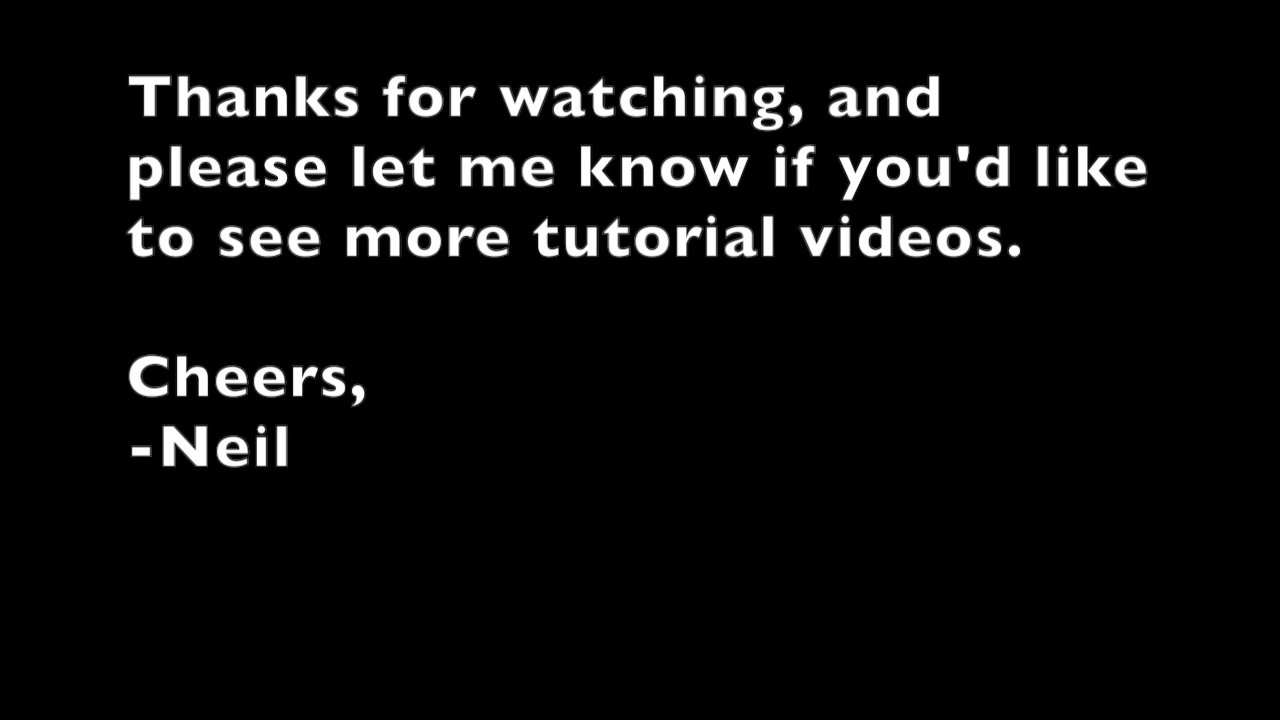 Thanks for watching, and
please let me know if you'd like
to see more tutorial videos.
Cheers,
-Neil